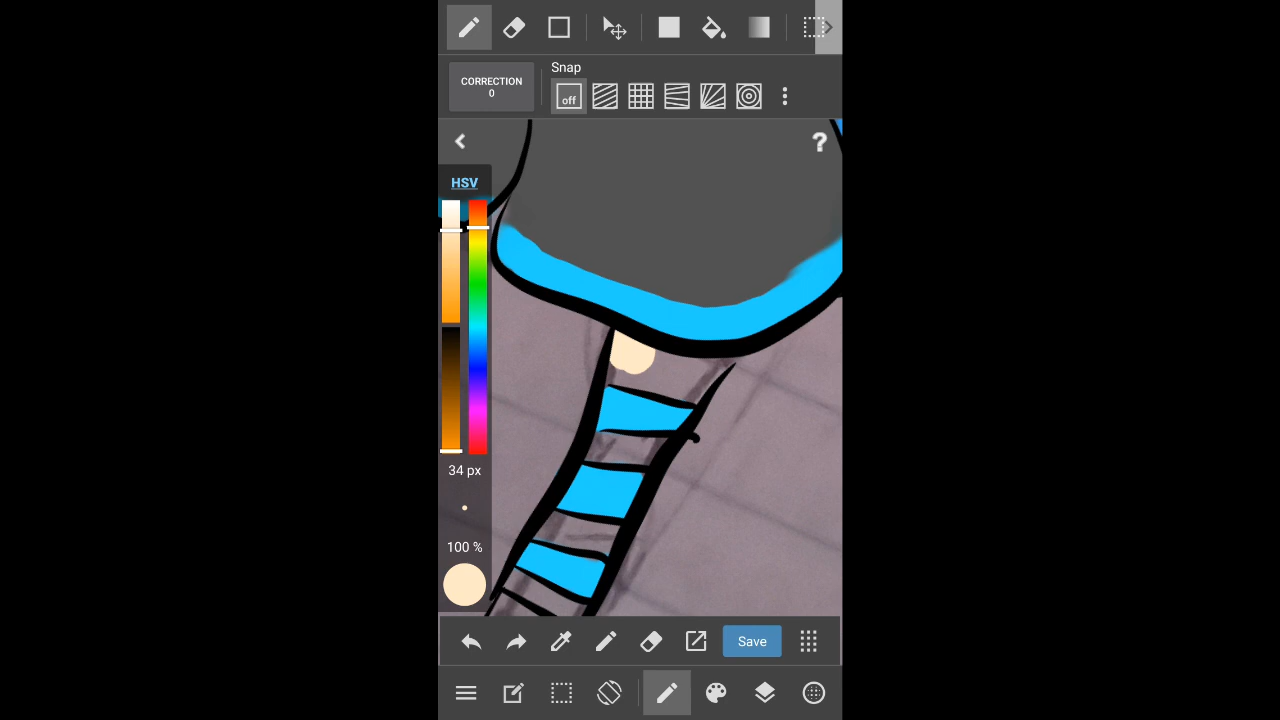 CORRECTION
0
Snap
off
?
HSV
34 px
100 %
Save